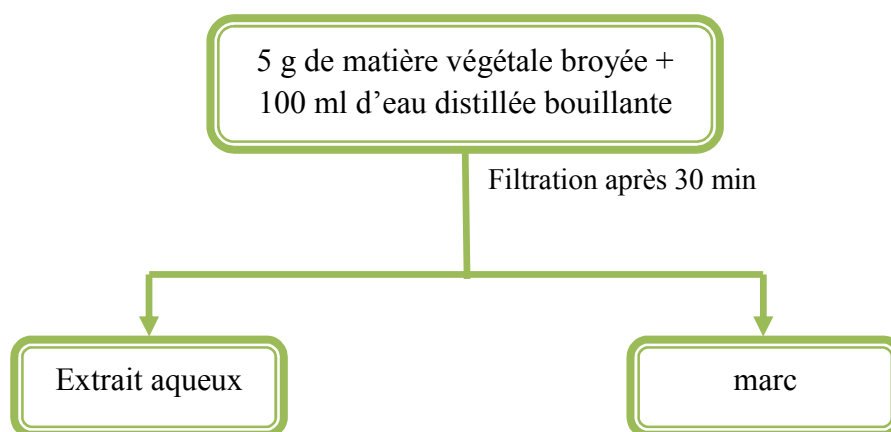 5 g de matière végétale broyée +
100 ml d’eau distillée bouillante
Filtration après 30 min
Extrait aqueux
marc